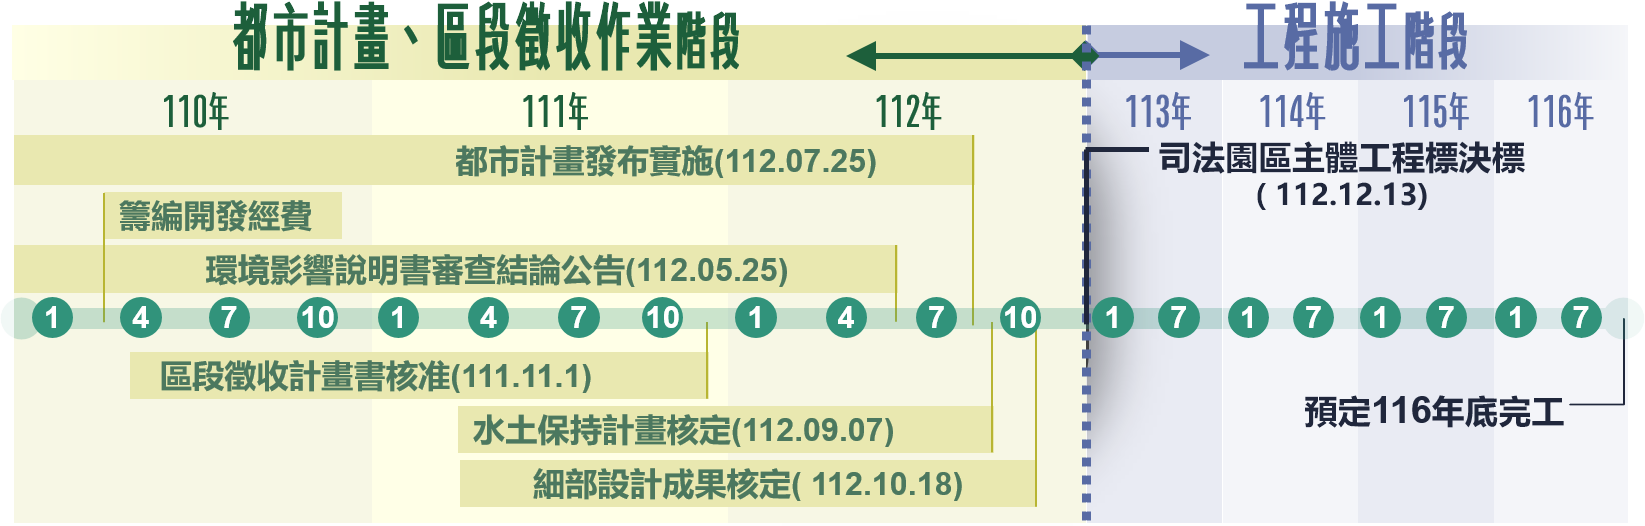 都市計畫、區段徵收作業階段
工程施工階段
110年
111年
112年
113年
114年
115年
116年
都市計畫發布實施(112.07.25)
司法園區主體工程標決標
( 112.12.13)
籌編開發經費
環境影響說明書審查結論公告(112.05.25)
1 4 7 10 1 4 7 10 1 4 7 10 1 7 1 7 1 7 1 7
區段徵收計畫書核准(111.11.1)
預定116年底完工
水土保持計畫核定(112.09.07)
細部設計成果核定( 112.10.18)